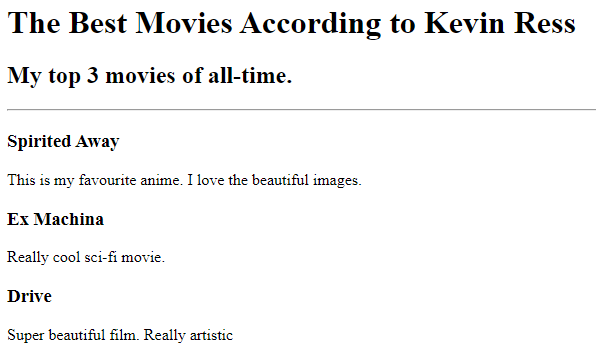 The Best Movies According to Kevin Ress
My top 3 movies of all-time.
Spirited Away
This is my favourite anime. I love the beautiful images.
Ex Machina
Really cool sci-fi movie.
Drive
Super beautiful film. Really artistic